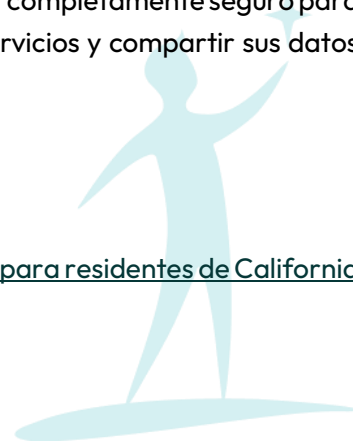 completamente seguro para
rvicios y compartir sus datos
para residentes de California